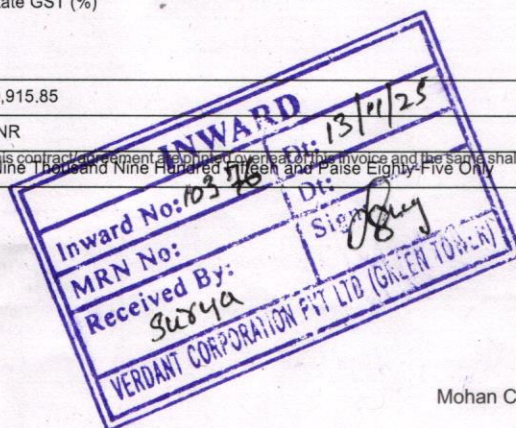 ate GST (%)
,915.85
NR
is contract/agreement are printed overleaf of this invoice and the same shal
Nine Thousand Nine Hundred Fifteen and Paise Eighty-Five Only
INWARD
Inward No: 10376 Dt: 13/11/25
MRN No: Dt:
Received By: Sign
Surya
VERDANT CORPORATION PVT LTD (GREEN TOWER)
Mohan C